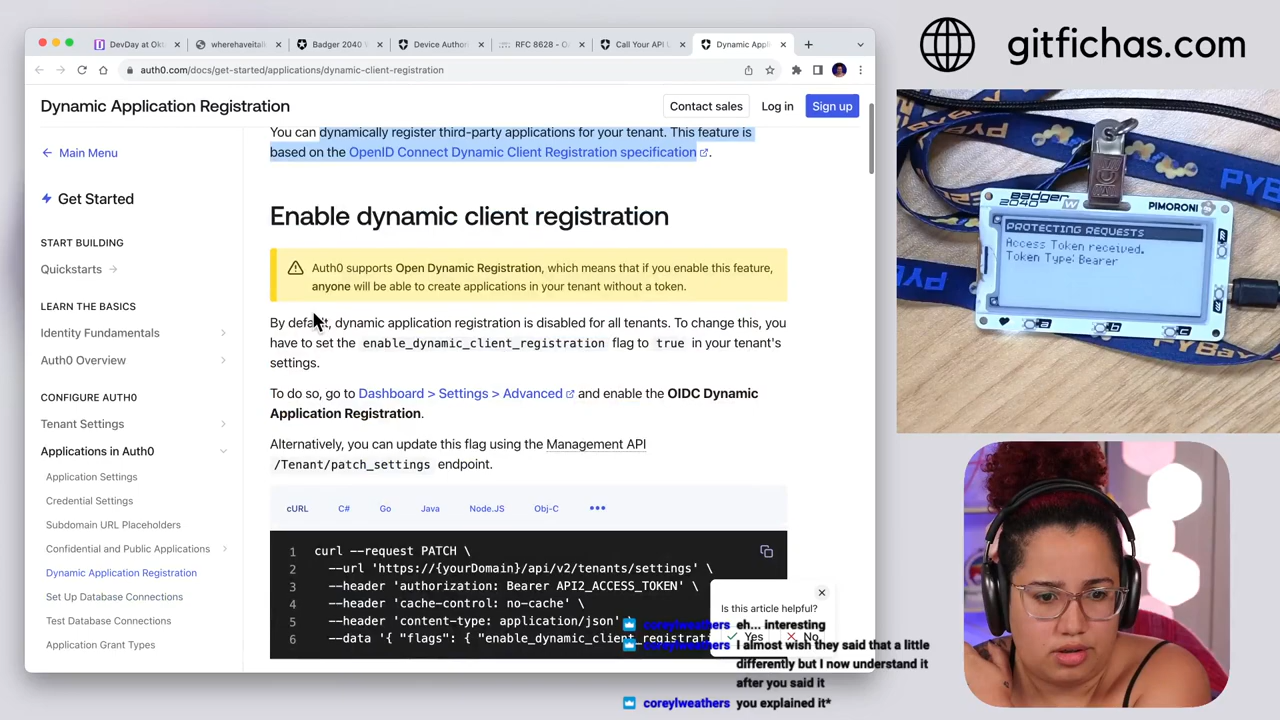 DevDay at Ok
wherehaveital
Badger 2040 W
Device Author
RFC 8628 - O
Call Your API U
Dynamic Appli
auth0.com/docs/get-started/applications/dynamic-client-registration
Dynamic Application Registration
Contact sales
Log in
Sign up
Main Menu
Get Started
START BUILDING
Quickstarts
LEARN THE BASICS
Identity Fundamentals
Auth0 Overview
CONFIGURE AUTH0
Tenant Settings
Applications in Auth0
Application Settings
Credential Settings
Subdomain URL Placeholders
Confidential and Public Applications
Dynamic Application Registration
Set Up Database Connections
Test Database Connections
Application Grant Types
You can dynamically register third-party applications for your tenant. This feature is
based on the OpenID Connect Dynamic Client Registration specification.
Enable dynamic client registration
Auth0 supports Open Dynamic Registration, which means that if you enable this feature,
anyone will be able to create applications in your tenant without a token.
By default, dynamic application registration is disabled for all tenants. To change this, you
have to set the enable_dynamic_client_registration flag to true in your tenant's
settings.
To do so, go to Dashboard > Settings > Advanced and enable the OIDC Dynamic
Application Registration.
Alternatively, you can update this flag using the Management API
/Tenant/patch_settings endpoint.
cURL
C#
Go
Java
Node.JS
Obj-C
1 curl --request PATCH \
2 --url 'https://{yourDomain}/api/v2/tenants/settings' \
3 --header 'authorization: Bearer API2_ACCESS_TOKEN' \
4 --header 'cache-control: no-cache' \
5 --header 'content-type: application/json'
6 --data '{ "flags": { "enable_dynamic_client_registrati
Is this article helpful?
Yes
No
coreylweathers eh... interesting
coreylweathers I almost wish they said that a little
differently but I now understand it
after you said it
coreylweathers you explained it*
gitfichas.com
Badger
2040 W
PIMORONI
PROTECTING REQUESTS
Access Token received.
Token Type: Bearer
a
b
c
PYBay